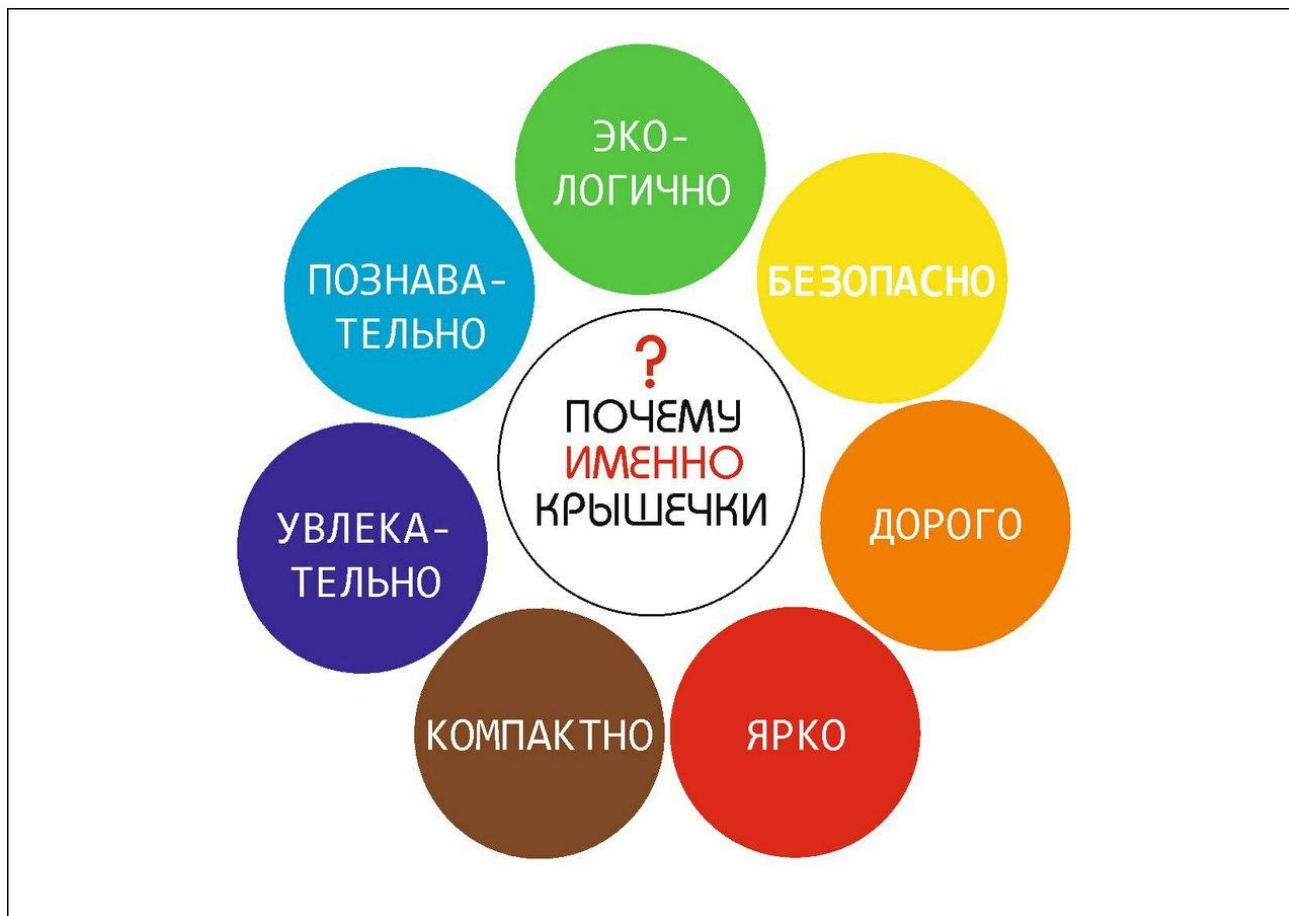 ?
ПОЧЕМУ
ИМЕННО
КРЫШЕЧКИ
ЭКО-
ЛОГИЧНО
БЕЗОПАСНО
ДОРОГО
ЯРКО
КОМПАКТНО
УВЛЕКА-
ТЕЛЬНО
ПОЗНАВА-
ТЕЛЬНО